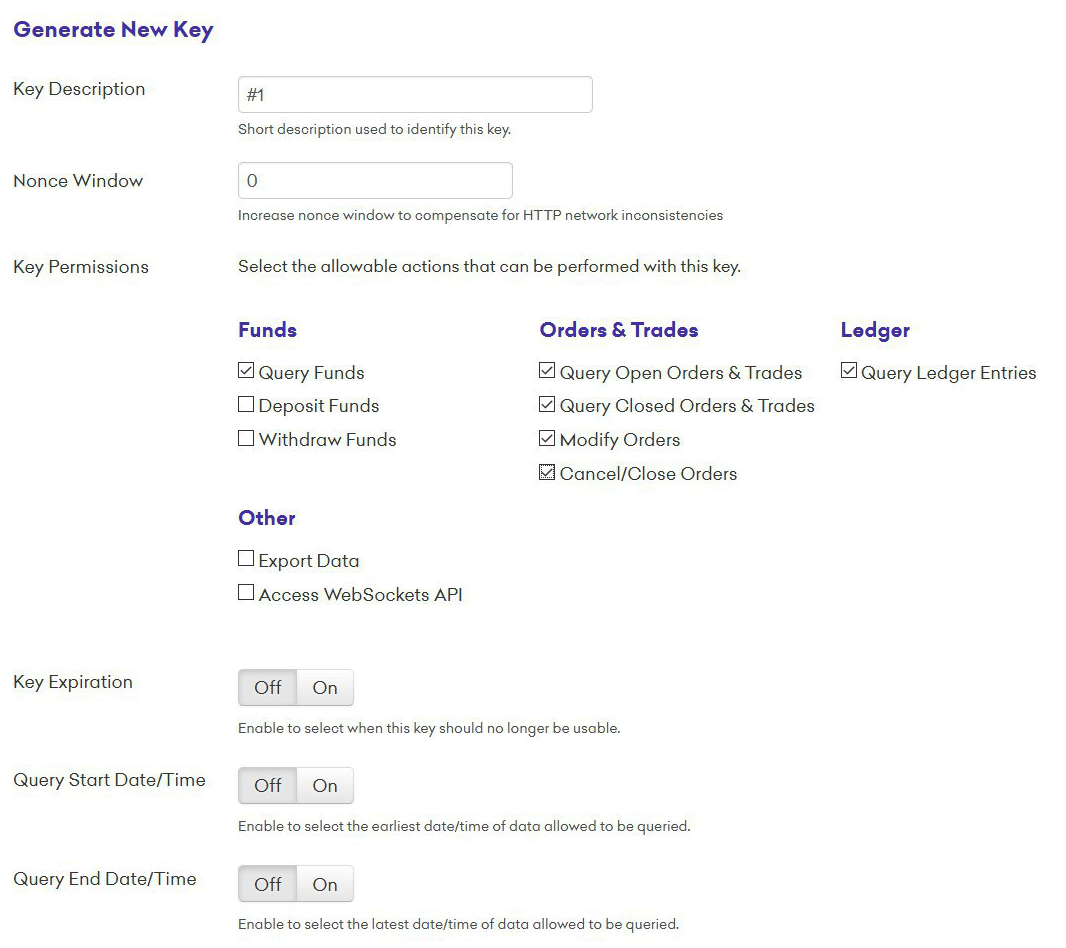 Generate New Key
Key Description
#1
Short description used to identify this key.
Nonce Window
0
Increase nonce window to compensate for HTTP network inconsistencies
Key Permissions
Select the allowable actions that can be performed with this key.
Funds
Query Funds
Deposit Funds
Withdraw Funds
Orders & Trades
Query Open Orders & Trades
Query Closed Orders & Trades
Modify Orders
Cancel/Close Orders
Ledger
Query Ledger Entries
Other
Export Data
Access WebSockets API
Key Expiration
Off On
Enable to select when this key should no longer be usable.
Query Start Date/Time
Off On
Enable to select the earliest date/time of data allowed to be queried.
Query End Date/Time
Off On
Enable to select the latest date/time of data allowed to be queried.